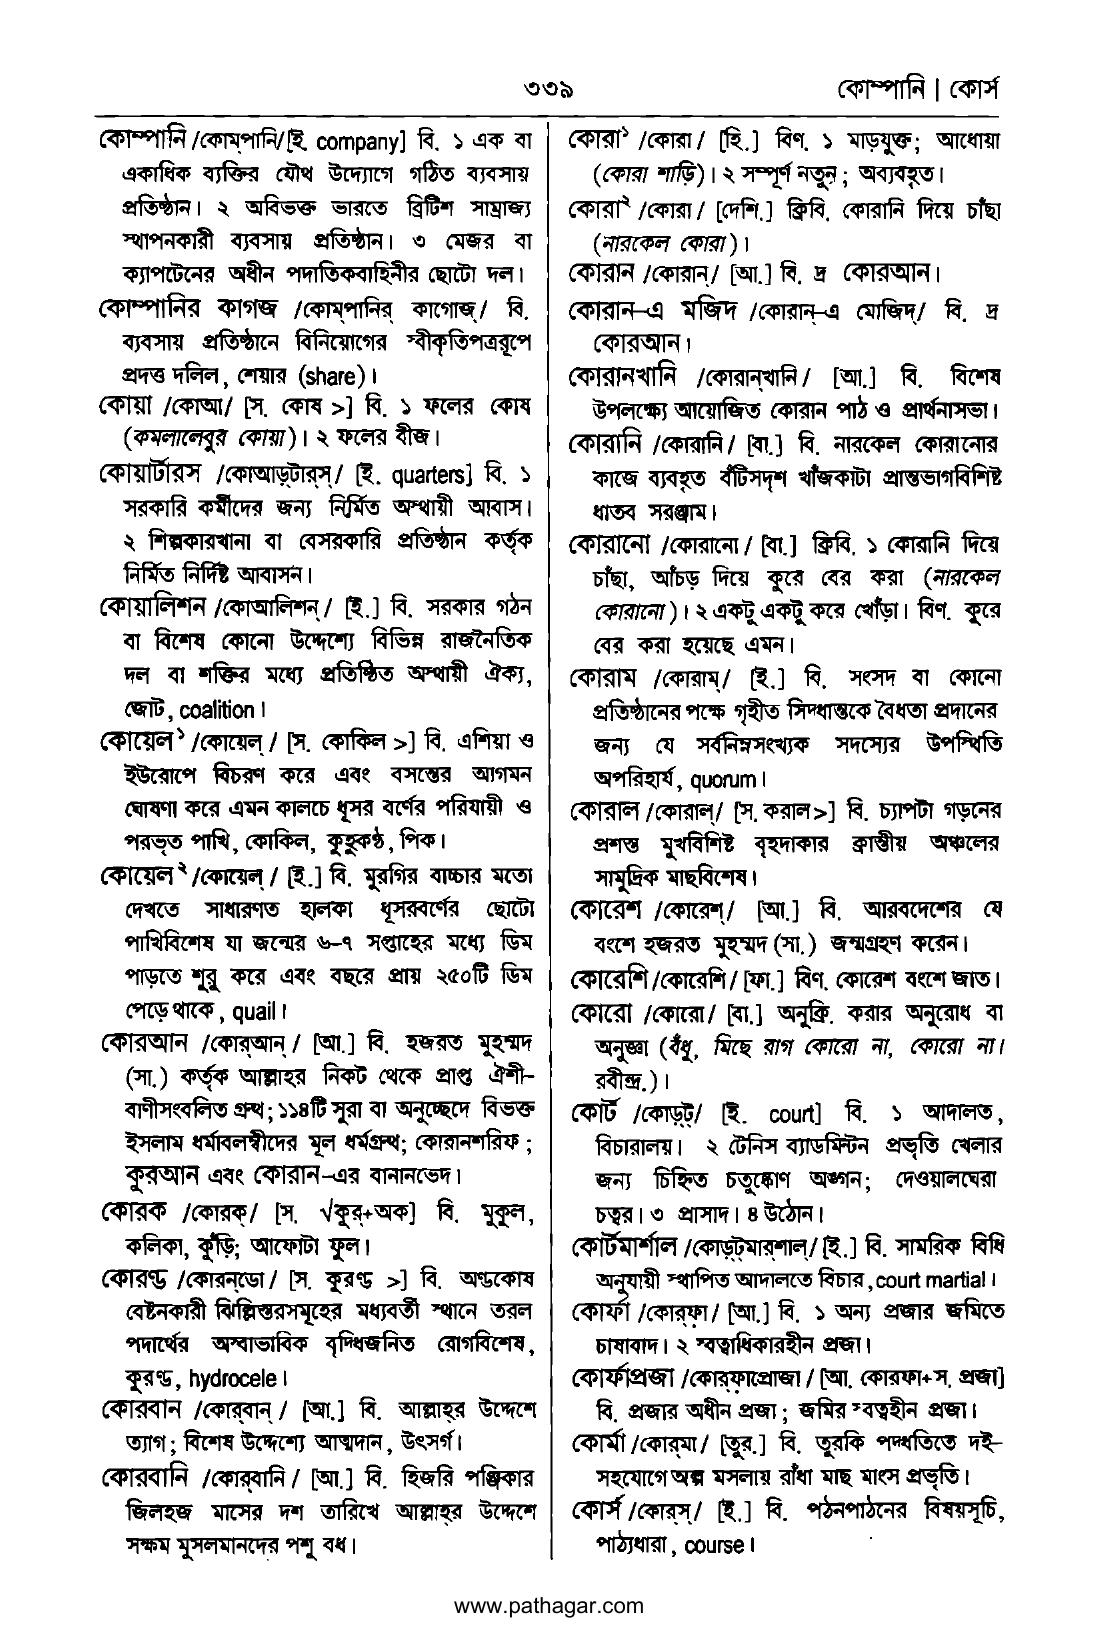 ৩৩৯
কোম্পানি | কোর্স
কোম্পানি /কোম্‌পানি/ [ই. company] বি. ১ এক বা
একাধিক ব্যক্তির যৌথ উদ্যোগে গঠিত ব্যবসায়
প্রতিষ্ঠান। ২ অবিভক্ত ভারতে ব্রিটিশ সাম্রাজ্য
স্থাপনকারী ব্যবসায় প্রতিষ্ঠান। ৩ মেজর বা
ক্যাপটেনের অধীন পদাতিকবাহিনীর ছোটো দল।
কোম্পানির কাগজ /কোম্‌পানির্ কাগোজ্/ বি.
ব্যবসায় প্রতিষ্ঠানে বিনিয়োগের স্বীকৃতিপত্ররূপে
প্রদত্ত দলিল, শেয়ার (share)।
কোয়া /কোআ/ [স. কোষ >] বি. ১ ফলের কোষ
(কমলালেবুর কোয়া)। ২ ফলের বীজ।
কোয়ার্টারস /কোআর্‌টার্‌স্/ [ই. quarters] বি. ১
সরকারি কর্মীদের জন্য নির্মিত অস্থায়ী আবাস।
২ শিল্পকারখানা বা বেসরকারি প্রতিষ্ঠান কর্তৃক
নির্মিত নির্দিষ্ট আবাসন।
কোয়ালিশন /কোআলিশন্/ [ই.] বি. সরকার গঠন
বা বিশেষ কোনো উদ্দেশ্যে বিভিন্ন রাজনৈতিক
দল বা শক্তির মধ্যে প্রতিষ্ঠিত অস্থায়ী ঐক্য,
জোট, coalition।
কোয়েল১ /কোয়েল্/ [স. কোকিল >] বি. এশিয়া ও
ইউরোপে বিচরণ করে এবং বসন্তের আগমন
ঘোষণা করে এমন কালচে ধূসর বর্ণের পরিযায়ী ও
পরভৃত পাখি, কোকিল, কুহুকণ্ঠ, পিক।
কোয়েল২ /কোয়েল্/ [ই.] বি. মুরগির বাচ্চার মতো
দেখতে সাধারণত হালকা ধূসরবর্ণের ছোটো
পাখিবিশেষ যা জন্মের ৬-৭ সপ্তাহের মধ্যে ডিম
পাড়তে শুরু করে এবং বছরে প্রায় ২৫০টি ডিম
পেড়ে থাকে, quail।
কোরআন /কোর্‌আন্/ [আ.] বি. হজরত মুহম্মদ
(সা.) কর্তৃক আল্লাহর নিকট থেকে প্রাপ্ত ঐশী-
বাণীসংবলিত গ্রন্থ; ১১৪টি সুরা বা অনুচ্ছেদে বিভক্ত
ইসলাম ধর্মাবলম্বীদের মূল ধর্মগ্রন্থ; কোরানশরিফ;
কুরআন এবং কোরান-এর বানানভেদ।
কোরক /কোরক্/ [স. √কুর্+অক] বি. মুকুল,
কলিকা, কুঁড়ি; আফোটা ফুল।
কোরণ্ড /কোরন্‌ডো/ [স. কুরণ্ড >] বি. অণ্ডকোষ
বেষ্টনকারী ঝিল্লিস্তরসমূহের মধ্যবর্তী স্থানে তরল
পদার্থের অস্বাভাবিক বৃদ্ধিজনিত রোগবিশেষ,
কুরণ্ড, hydrocele।
কোরবান /কোর্‌বান্/ [আ.] বি. আল্লাহ্‌র উদ্দেশে
ত্যাগ; বিশেষ উদ্দেশ্যে আত্মদান, উৎসর্গ।
কোরবানি /কোর্‌বানি/ [আ.] বি. হিজরি পঞ্জিকার
জিলহজ মাসের দশ তারিখে আল্লাহ্‌র উদ্দেশে
সক্ষম মুসলমানদের পশু বধ।
কোরা১ /কোরা/ [হি.] বিণ. ১ মাড়যুক্ত; আধোয়া
(কোরা শাড়ি)। ২ সম্পূর্ণ নতুন; অব্যবহৃত।
কোরা২ /কোরা/ [দেশি.] ক্রিবি. কোরানি দিয়ে চাঁছা
(নারকেল কোরা)।
কোরান /কোরান্/ [আ.] বি. দ্র কোরআন।
কোরান-এ মজিদ /কোরান্-এ মোজিদ্/ বি. দ্র
কোরআন।
কোরানখানি /কোরান্‌খানি/ [আ.] বি. বিশেষ
উপলক্ষ্যে আয়োজিত কোরান পাঠ ও প্রার্থনাসভা।
কোরানি /কোরানি/ [বা.] বি. নারকেল কোরানোর
কাজে ব্যবহৃত বঁটিসদৃশ খাঁজকাটা প্রান্তভাগবিশিষ্ট
ধাতব সরঞ্জাম।
কোরানো /কোরানো/ [বা.] ক্রিবি. ১ কোরানি দিয়ে
চাঁছা, আঁচড় দিয়ে কুরে বের করা (নারকেল
কোরানো)। ২ একটু একটু করে খোঁড়া। বিণ. কুরে
বের করা হয়েছে এমন।
কোরাম /কোরাম্/ [ই.] বি. সংসদ বা কোনো
প্রতিষ্ঠানের পক্ষে গৃহীত সিদ্ধান্তকে বৈধতা প্রদানের
জন্য যে সর্বনিম্নসংখ্যক সদস্যের উপস্থিতি
অপরিহার্য, quorum।
কোরাল /কোরাল্/ [স. করাল>] বি. চ্যাপটা গড়নের
প্রশস্ত মুখবিশিষ্ট বৃহদাকার ক্রান্তীয় অঞ্চলের
সামুদ্রিক মাছবিশেষ।
কোরেশ /কোরেশ্/ [আ.] বি. আরবদেশের যে
বংশে হজরত মুহম্মদ (সা.) জন্মগ্রহণ করেন।
কোরেশি /কোরেশি/ [ফা.] বিণ. কোরেশ বংশে জাত।
কোরো /কোরো/ [বা.] অনুক্রি. করার অনুরোধ বা
অনুজ্ঞা (বঁধু, মিছে রাগ কোরো না, কোরো না।
রবীন্দ্র.)।
কোর্ট /কোর্‌ট্/ [ই. court] বি. ১ আদালত,
বিচারালয়। ২ টেনিস ব্যাডমিন্টন প্রভৃতি খেলার
জন্য চিহ্নিত চতুষ্কোণ অঙ্গন; দেওয়ালঘেরা
চত্বর। ৩ প্রাসাদ। ৪ উঠোন।
কোর্টমার্শাল /কোর্‌ট্‌মার্‌শাল্/ [ই.] বি. সামরিক বিধি
অনুযায়ী স্থাপিত আদালতে বিচার, court martial।
কোর্ফা /কোর্‌ফা/ [আ.] বি. ১ অন্য প্রজার জমিতে
চাষাবাদ। ২ স্বত্বাধিকারহীন প্রজা।
কোর্ফাপ্রজা /কোর্‌ফাপ্রোজা/ [আ. কোরফা+স. প্রজা]
বি. প্রজার অধীন প্রজা; জমির স্বত্বহীন প্রজা।
কোর্মা /কোর্‌মা/ [তুর.] বি. তুরকি পদ্ধতিতে দই-
সহযোগে অল্প মসলায় রাঁধা মাছ মাংস প্রভৃতি।
কোর্স /কোর্‌স্/ [ই.] বি. পঠনপাঠনের বিষয়সূচি,
পাঠ্যধারা, course।
www.pathagar.com